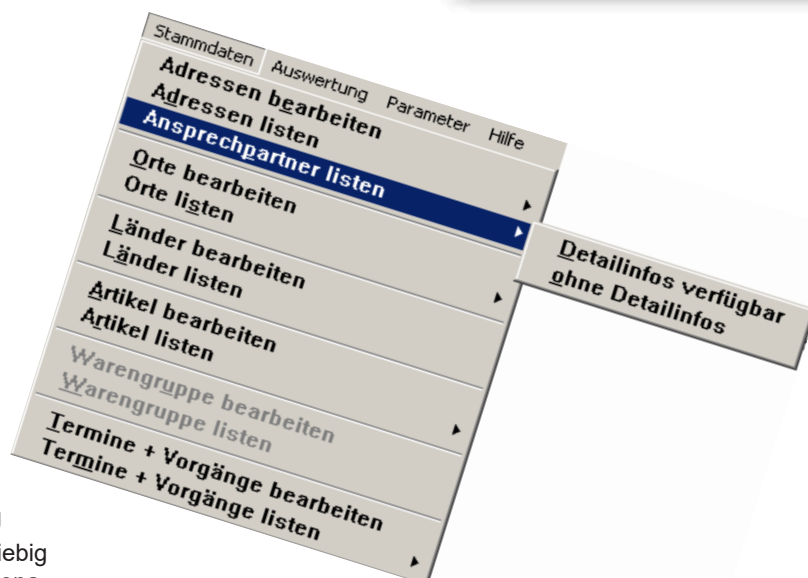 Stammdaten Auswertung Parameter Hilfe
Adressen bearbeiten
Adressen listen
Ansprechpartner listen
Orte bearbeiten
Orte listen
Länder bearbeiten
Länder listen
Artikel bearbeiten
Artikel listen
Warengruppe bearbeiten
Warengruppe listen
Termine + Vorgänge bearbeiten
Termine + Vorgänge listen
Detailinfos verfügbar
ohne Detailinfos